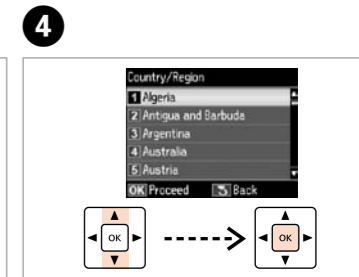 4
Country/Region
1 Algeria
2 Antigua and Barbuda
3 Argentina
4 Australia
5 Austria
OK Proceed Back
OK OK